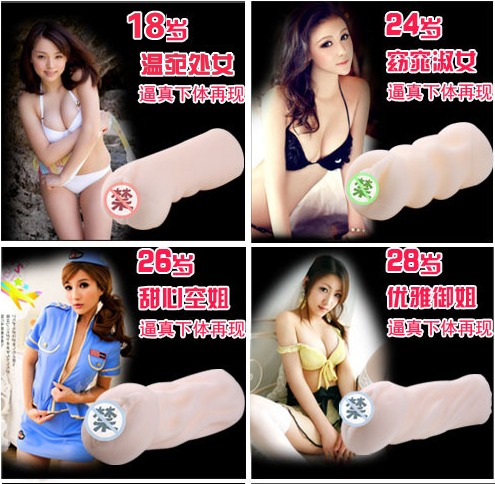 18岁
温婉处女
逼真下体再现
禁
24岁
窈窕淑女
逼真下体再现
禁
26岁
甜心空姐
逼真下体再现
禁
28岁
优雅御姐
逼真下体再现
禁